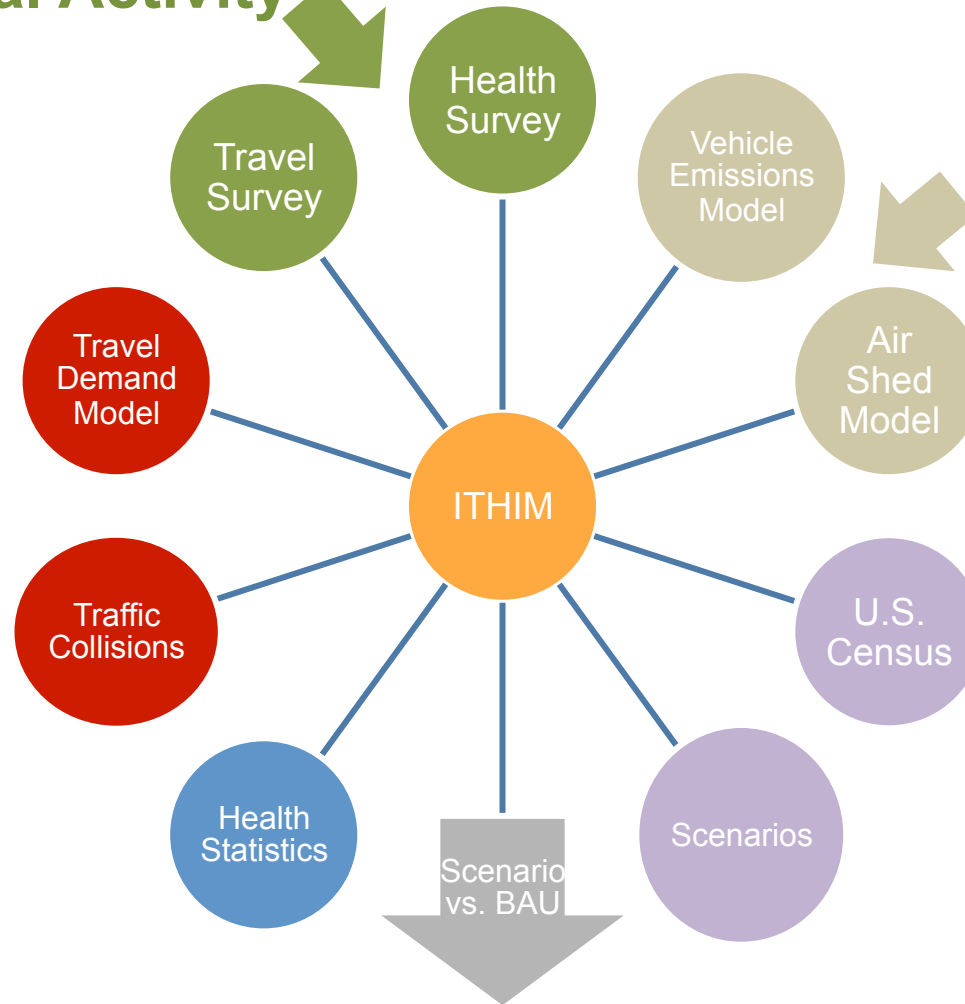 Activity
Health
Survey
Travel
Survey
Vehicle
Emissions
Model
Travel
Demand
Model
Air
Shed
Model
ITHIM
Traffic
Collisions
U.S.
Census
Health
Statistics
Scenario
vs. BAU
Scenarios